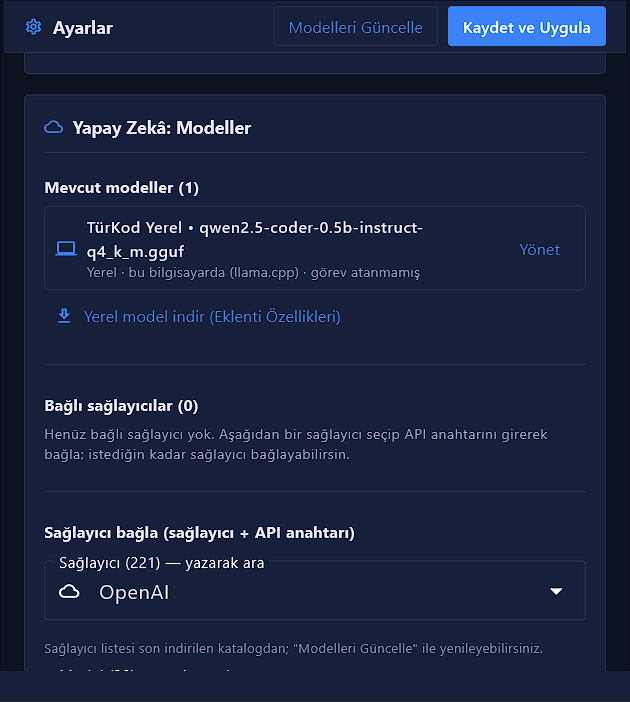 Ayarlar
Modelleri Güncelle
Kaydet ve Uygula
Yapay Zekâ: Modeller
Mevcut modeller (1)
TürKod Yerel • qwen2.5-coder-0.5b-instruct-
q4_k_m.gguf
Yerel · bu bilgisayarda (llama.cpp) · görev atanmamış
Yönet
Yerel model indir (Eklenti Özellikleri)
Bağlı sağlayıcılar (0)
Henüz bağlı sağlayıcı yok. Aşağıdan bir sağlayıcı seçip API anahtarını girerek
bağla; istediğin kadar sağlayıcı bağlayabilirsin.
Sağlayıcı bağla (sağlayıcı + API anahtarı)
Sağlayıcı (221) — yazarak ara
OpenAI
Sağlayıcı listesi son indirilen katalogdan; "Modelleri Güncelle" ile yenileyebilirsiniz.